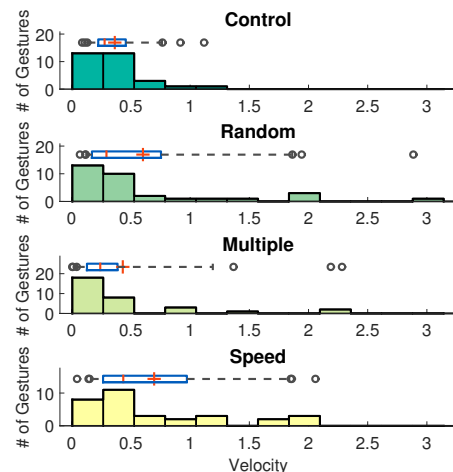 Control
# of Gestures
20
10
0
0 0.5 1 1.5 2 2.5 3
Random
# of Gestures
20
10
0
0 0.5 1 1.5 2 2.5 3
Multiple
# of Gestures
20
10
0
0 0.5 1 1.5 2 2.5 3
Speed
# of Gestures
10
0
0 0.5 1 1.5 2 2.5 3
Velocity